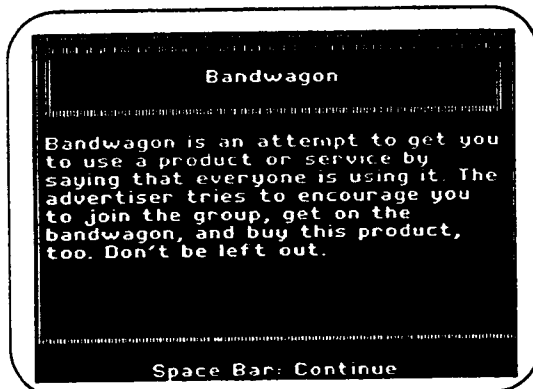 Bandwagon
Bandwagon is an attempt to get you
to use a product or service by
saying that everyone is using it. The
advertiser tries to encourage you
to join the group, get on the
bandwagon, and buy this product,
too. Don't be left out.
Space Bar: Continue